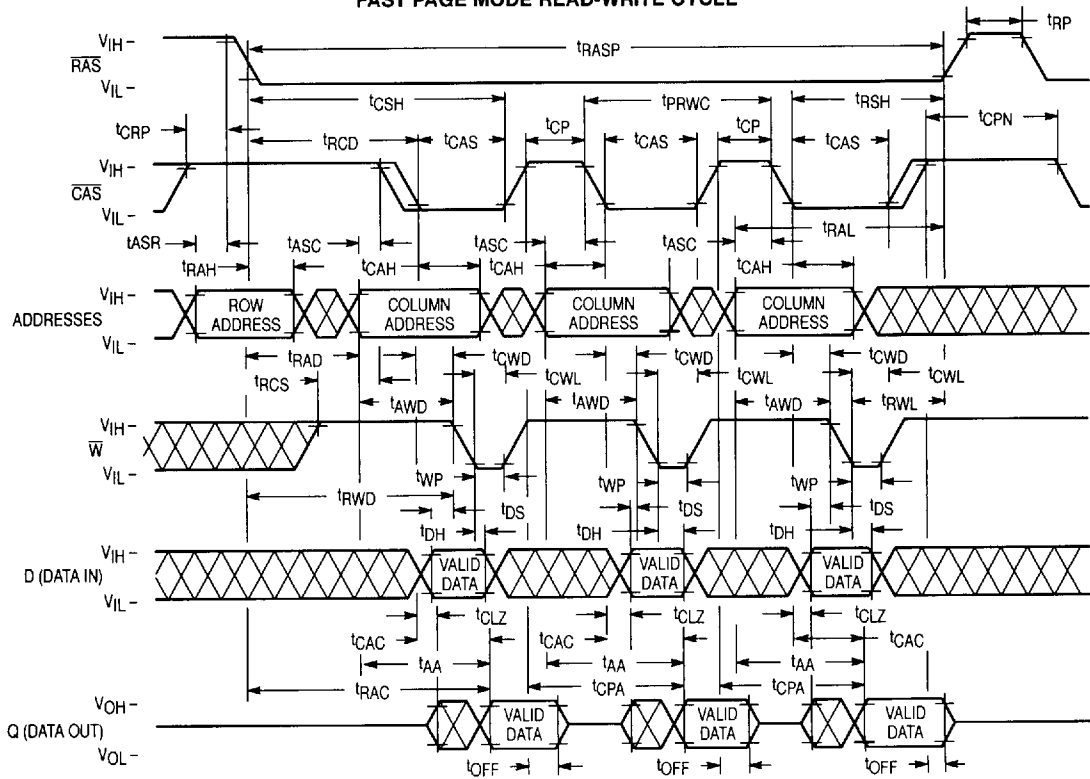 FAST PAGE MODE READ-WRITE CYCLE
tRP
VIH
RAS
VIL
tRASP
tCSH
tPRWC
tRSH
tCRP
tRCD
tCAS
tCP
tCAS
tCP
tCAS
tCPN
VIH
CAS
VIL
tRAL
tASR
tASC
tASC
tASC
tRAH
tCAH
tCAH
tCAH
VIH
ADDRESSES
VIL
ROW ADDRESS
COLUMN ADDRESS
COLUMN ADDRESS
COLUMN ADDRESS
tRAD
tCWD
tCWD
tCWD
tRCS
tCWL
tCWL
tCWL
tAWD
tAWD
tAWD
tRWL
VIH
W
VIL
tWP
tWP
tWP
tRWD
tDS
tDS
tDS
tDH
tDH
tDH
VIH
D (DATA IN)
VIL
VALID DATA
VALID DATA
VALID DATA
tCLZ
tCLZ
tCLZ
tCAC
tCAC
tCAC
tAA
tAA
tAA
tRAC
tCPA
tCPA
VOH
Q (DATA OUT)
VOL
VALID DATA
VALID DATA
VALID DATA
tOFF
tOFF
tOFF